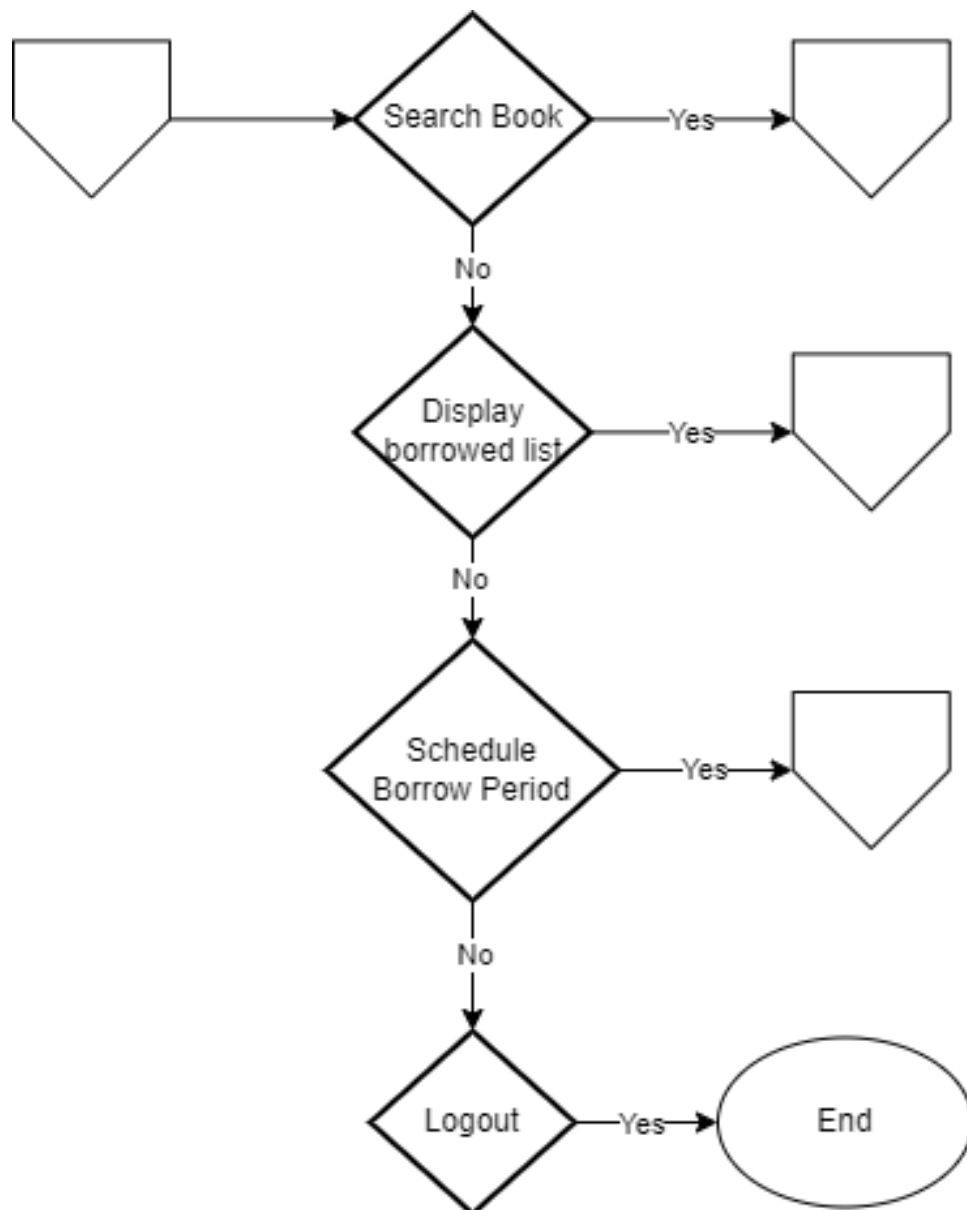 Search Book
Yes
No
Display
borrowed list
Yes
No
Schedule
Borrow Period
Yes
No
Logout
Yes
End